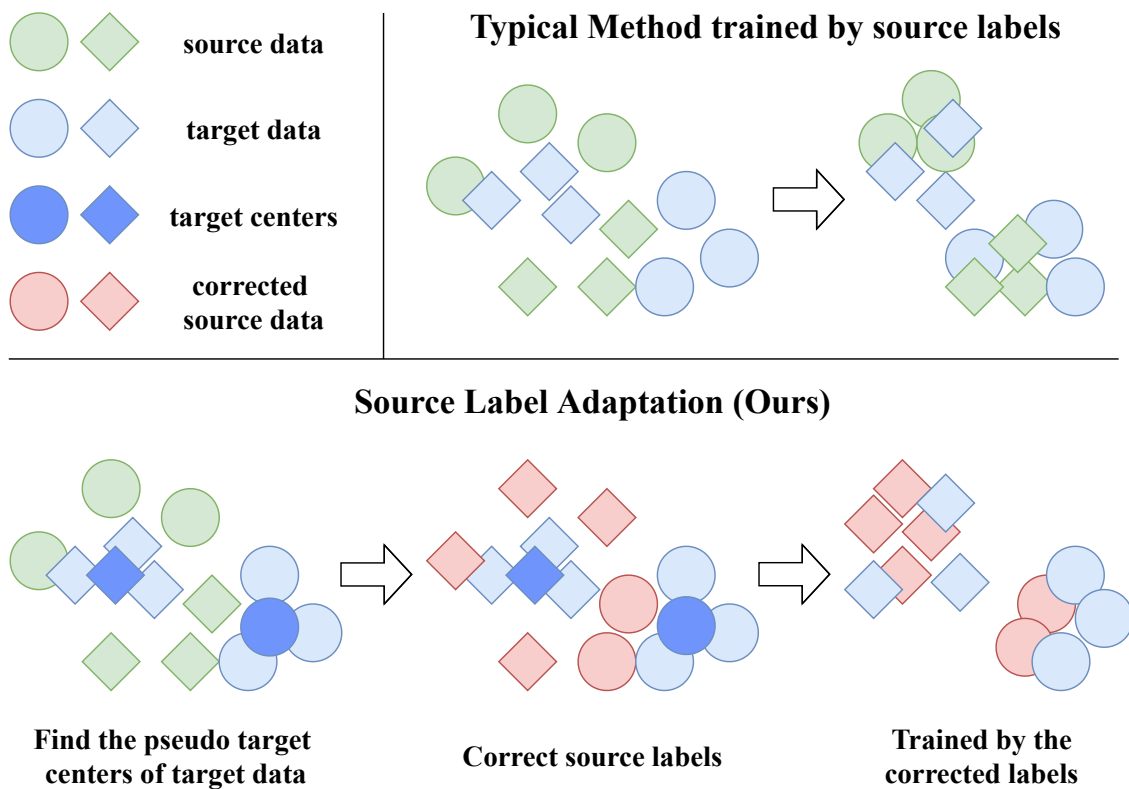 source data
target data
target centers
corrected
source data
Typical Method trained by source labels
Source Label Adaptation (Ours)
Find the pseudo target
centers of target data
Correct source labels
Trained by the
corrected labels